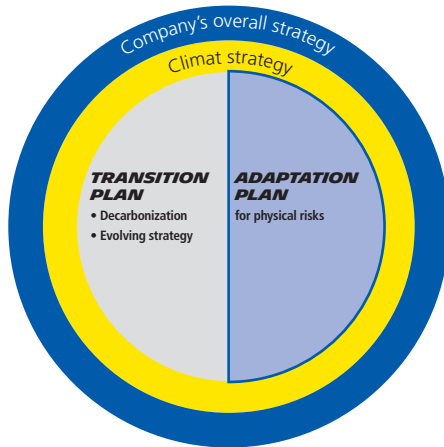 Company's overall strategy
Climat strategy
TRANSITION
PLAN
• Decarbonization
• Evolving strategy
ADAPTATION
PLAN
for physical risks